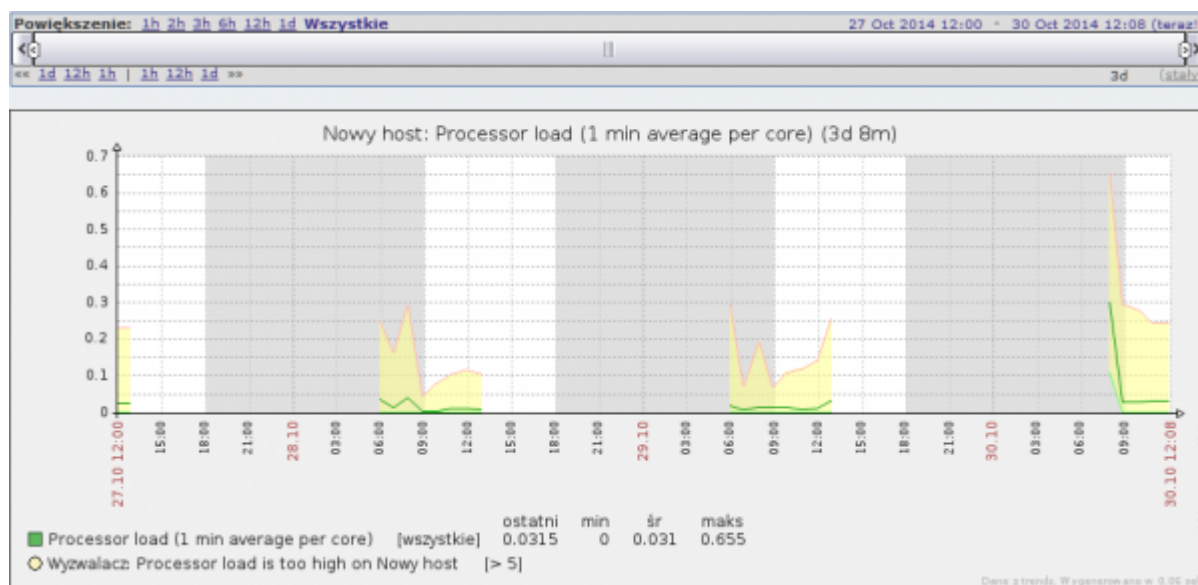 Powiększenie: 1h 2h 3h 6h 12h 1d Wszystkie 27 Oct 2014 12:00 - 30 Oct 2014 12:08 (teraz!
«« 1d 12h 1h | 1h 12h 1d »» 3d (stały
Nowy host: Processor load (1 min average per core) (3d 8m)
0.7
0.6
0.5
0.4
0.3
0.2
0.1
0
27.10 12:00 15:00 18:00 21:00 28.10 03:00 06:00 09:00 12:00 15:00 18:00 21:00 29.10 03:00 06:00 09:00 12:00 15:00 18:00 21:00 30.10 03:00 06:00 09:00 30.10 12:08
ostatni min śr maks
Processor load (1 min average per core) [wszystkie] 0.0315 0 0.031 0.655
Wyzwalacz: Processor load is too high on Nowy host [> 5]
Dane z trends. Wygenerowano w 0.06